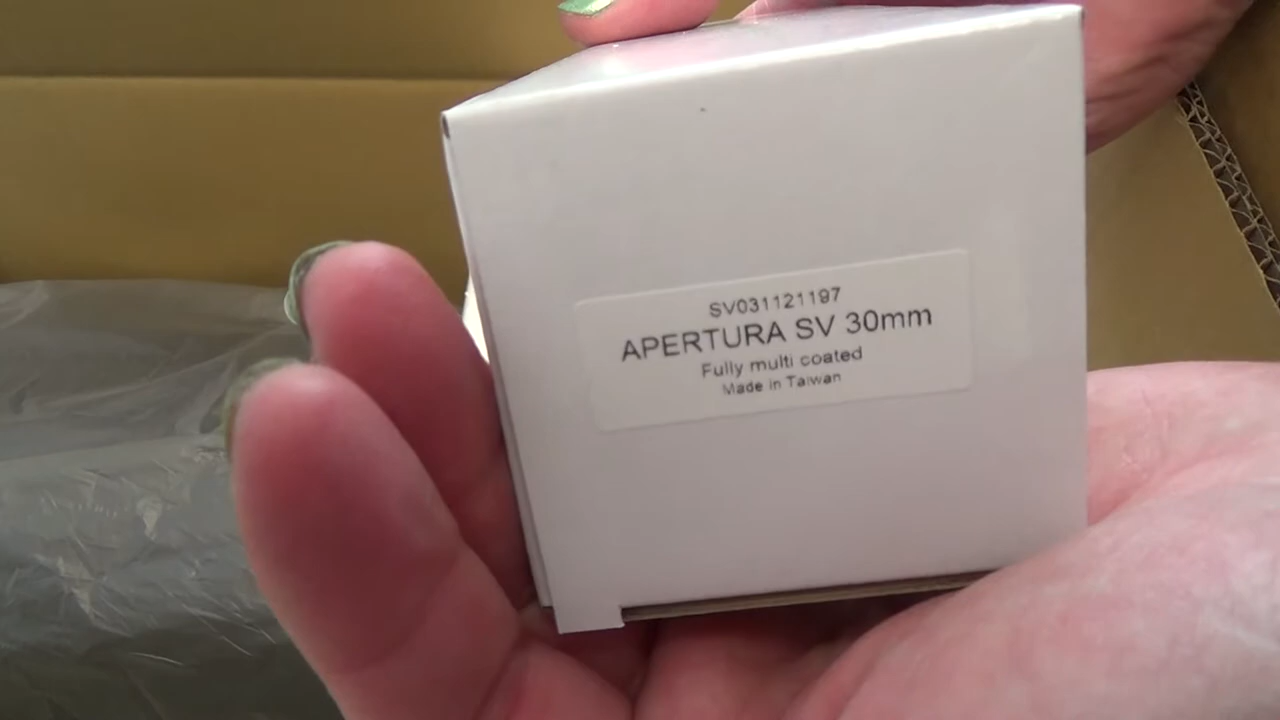 SV031121197
APERTURA SV 30mm
Fully multi coated
Made in Taiwan